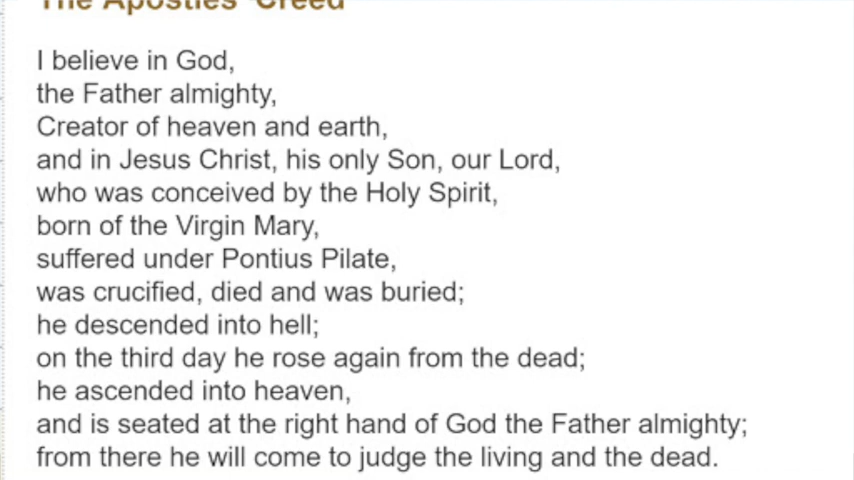 The Apostles 'Creed
I believe in God,
the Father almighty,
Creator of heaven and earth,
and in Jesus Christ, his only Son, our Lord,
who was conceived by the Holy Spirit,
born of the Virgin Mary,
suffered under Pontius Pilate,
was crucified, died and was buried;
he descended into hell;
on the third day he rose again from the dead;
he ascended into heaven,
and is seated at the right hand of God the Father almighty;
from there he will come to judge the living and the dead.